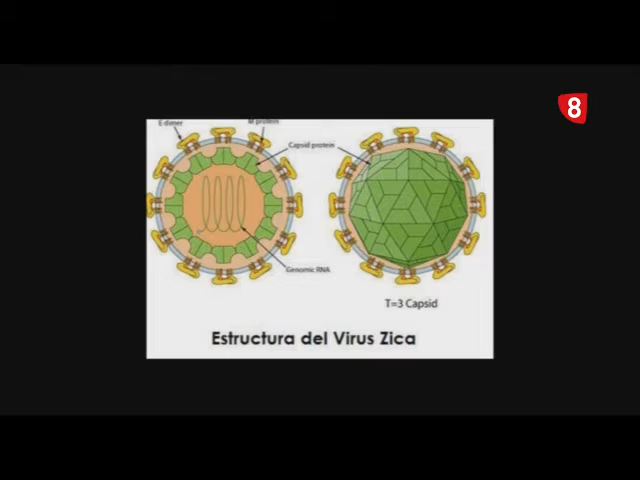 8
E dimer
M protein
Capsid protein
Genomic RNA
T=3 Capsid
Estructura del Virus Zica